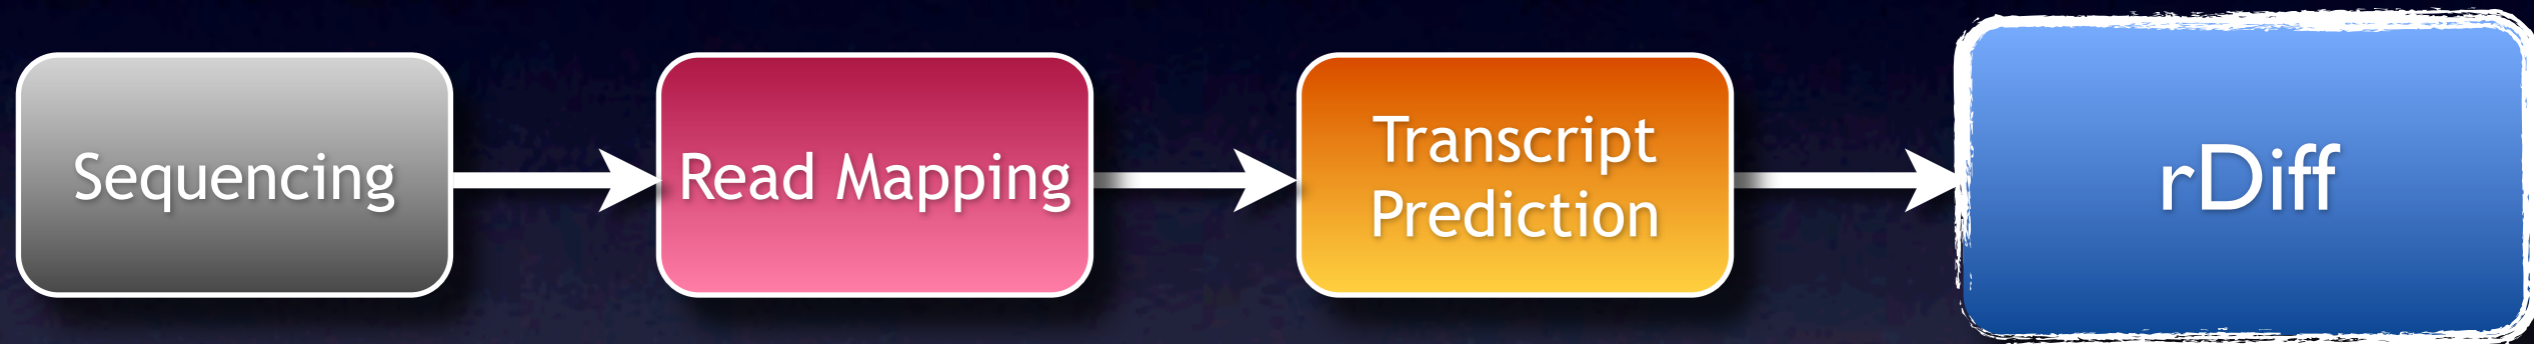 Sequencing
Read Mapping
Transcript
Prediction
rDiff